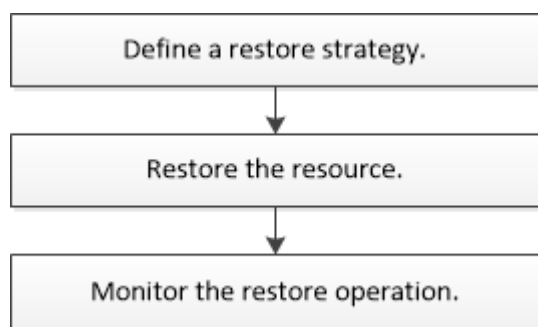 Define a restore strategy.
Restore the resource.
Monitor the restore operation.